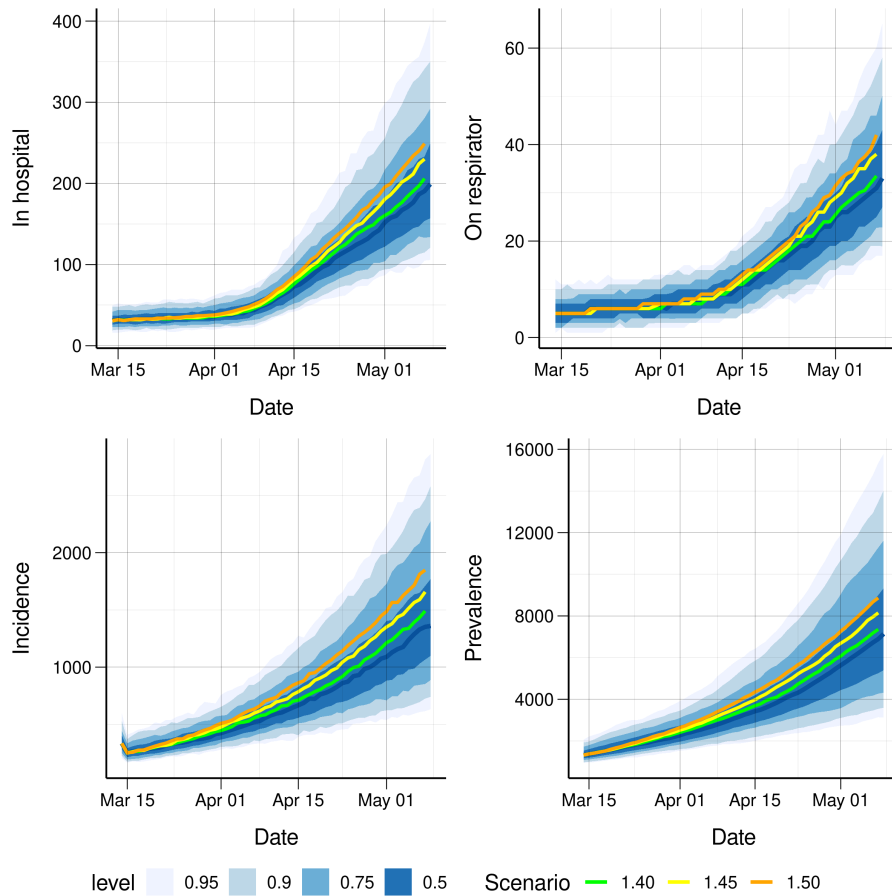 In hospital
400
300
200
100
0
Mar 15 Apr 01 Apr 15 May 01
Date
On respirator
60
40
20
0
Mar 15 Apr 01 Apr 15 May 01
Date
Incidence
2000
1000
Mar 15 Apr 01 Apr 15 May 01
Date
Prevalence
16000
12000
8000
4000
Mar 15 Apr 01 Apr 15 May 01
Date
level 0.95 0.9 0.75 0.5 Scenario 1.40 1.45 1.50